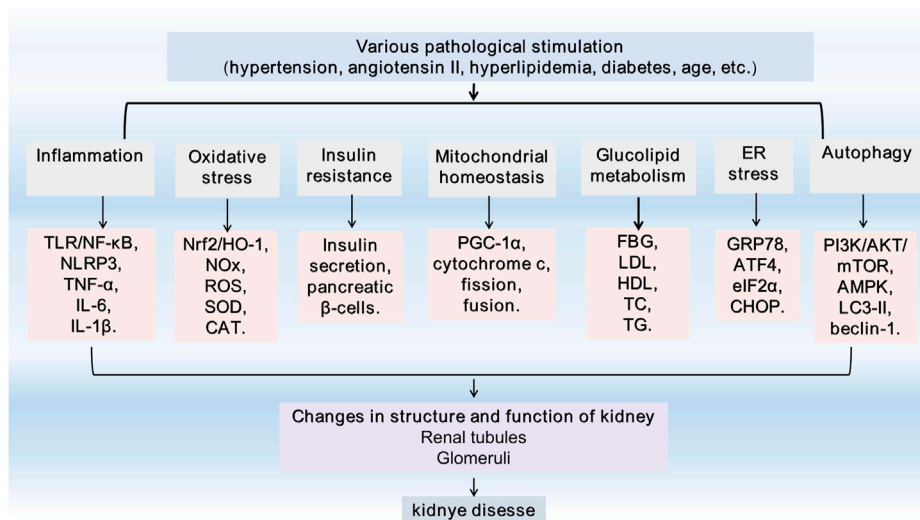 Various pathological stimulation
(hypertension, angiotensin II, hyperlipidemia, diabetes, age, etc.)
Inflammation
Oxidative
stress
Insulin
resistance
Mitochondrial
homeostasis
Glucolipid
metabolism
ER
stress
Autophagy
TLR/NF-κB,
NLRP3,
TNF-α,
IL-6,
IL-1β.
Nrf2/HO-1,
NOx,
ROS,
SOD,
CAT.
Insulin
secretion,
pancreatic
β-cells.
PGC-1α,
cytochrome c,
fission,
fusion.
FBG,
LDL,
HDL,
TC,
TG.
GRP78,
ATF4,
eIF2α,
CHOP.
PI3K/AKT/
mTOR,
AMPK,
LC3-II,
beclin-1.
Changes in structure and function of kidney
Renal tubules
Glomeruli
kidnye disesse